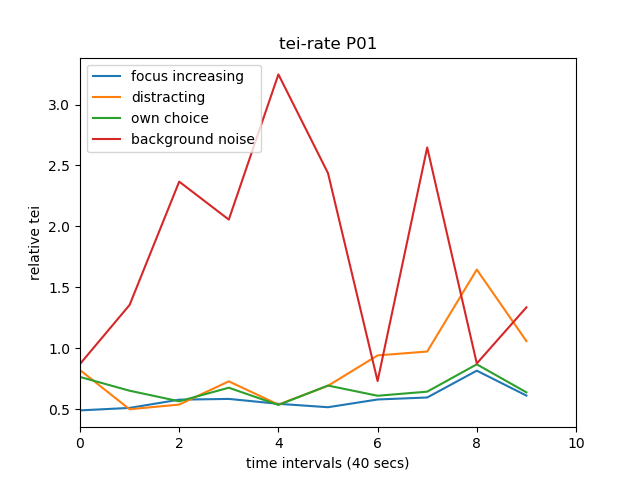 tei-rate P01
focus increasing
distracting
own choice
background noise
relative tei
3.0
2.5
2.0
1.5
1.0
0.5
0 2 4 6 8 10
time intervals (40 secs)